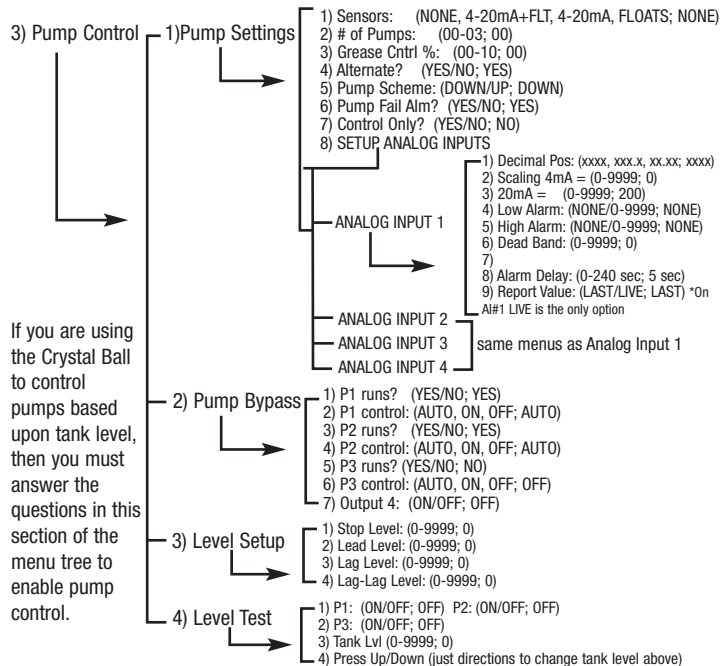 3) Pump Control
1)Pump Settings
1) Sensors: (NONE, 4-20mA+FLT, 4-20mA, FLOATS; NONE)
2) # of Pumps: (00-03; 00)
3) Grease Cntrl %: (00-10; 00)
4) Alternate? (YES/NO; YES)
5) Pump Scheme: (DOWN/UP; DOWN)
6) Pump Fail Alm? (YES/NO; YES)
7) Control Only? (YES/NO; NO)
8) SETUP ANALOG INPUTS
ANALOG INPUT 1
1) Decimal Pos: (xxxx, xxx.x, xx.xx; xxxx)
2) Scaling 4mA = (0-9999; 0)
3) 20mA = (0-9999; 200)
4) Low Alarm: (NONE/0-9999; NONE)
5) High Alarm: (NONE/0-9999; NONE)
6) Dead Band: (0-9999; 0)
7)
8) Alarm Delay: (0-240 sec; 5 sec)
9) Report Value: (LAST/LIVE; LAST) *On
AI#1 LIVE is the only option
ANALOG INPUT 2
ANALOG INPUT 3
ANALOG INPUT 4
same menus as Analog Input 1
If you are using
the Crystal Ball
to control
pumps based
upon tank level,
then you must
answer the
questions in this
section of the
menu tree to
enable pump
control.
2) Pump Bypass
1) P1 runs? (YES/NO; YES)
2) P1 control: (AUTO, ON, OFF; AUTO)
3) P2 runs? (YES/NO; YES)
4) P2 control: (AUTO, ON, OFF; AUTO)
5) P3 runs? (YES/NO; NO)
6) P3 control: (AUTO, ON, OFF; OFF)
7) Output 4: (ON/OFF; OFF)
3) Level Setup
1) Stop Level: (0-9999; 0)
2) Lead Level: (0-9999; 0)
3) Lag Level: (0-9999; 0)
4) Lag-Lag Level: (0-9999; 0)
4) Level Test
1) P1: (ON/OFF; OFF) P2: (ON/OFF; OFF)
2) P3: (ON/OFF; OFF)
3) Tank Lvl (0-9999; 0)
4) Press Up/Down (just directions to change tank level above)